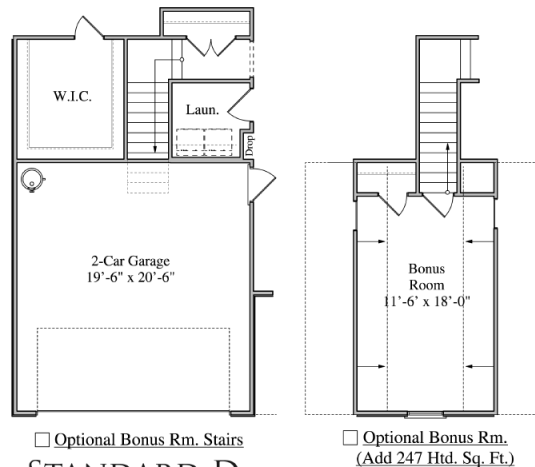 W.I.C.
Laun.
Drop
2-Car Garage
19'-6" x 20'-6"
Bonus
Room
11'-6' x 18'-0"
Optional Bonus Rm. Stairs
Optional Bonus Rm.
(Add 247 Htd. Sq. Ft.)